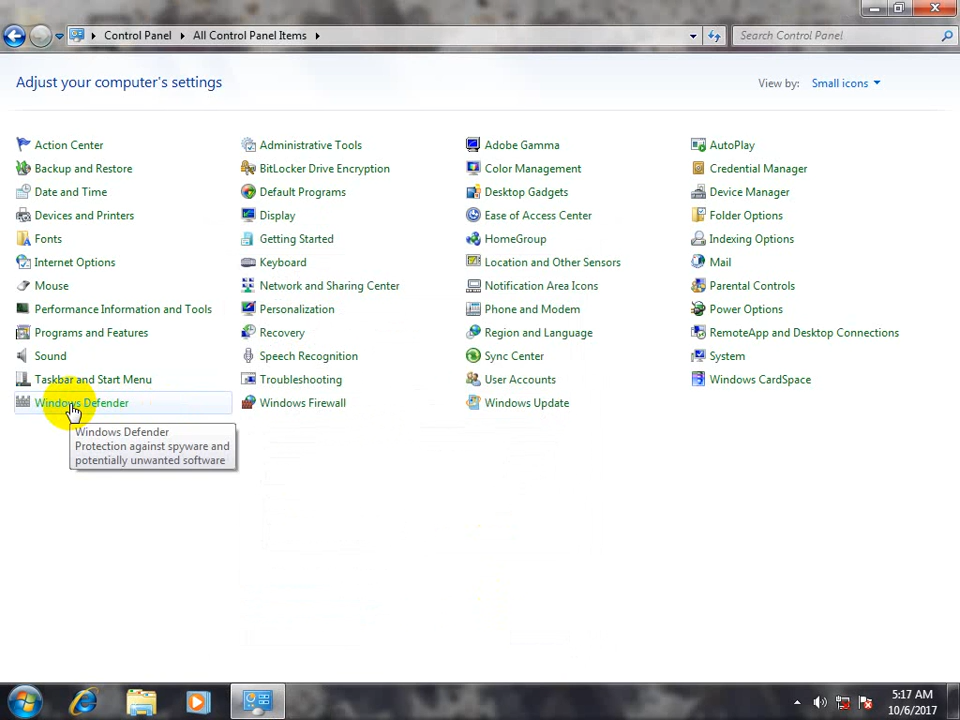 Control Panel All Control Panel Items Search Control Panel
Adjust your computer's settings View by: Small icons
Action Center Administrative Tools Adobe Gamma AutoPlay
Backup and Restore BitLocker Drive Encryption Color Management Credential Manager
Date and Time Default Programs Desktop Gadgets Device Manager
Devices and Printers Display Ease of Access Center Folder Options
Fonts Getting Started HomeGroup Indexing Options
Internet Options Keyboard Location and Other Sensors Mail
Mouse Network and Sharing Center Notification Area Icons Parental Controls
Performance Information and Tools Personalization Phone and Modem Power Options
Programs and Features Recovery Region and Language RemoteApp and Desktop Connections
Sound Speech Recognition Sync Center System
Taskbar and Start Menu Troubleshooting User Accounts Windows CardSpace
Windows Defender Windows Firewall Windows Update
Windows Defender
Protection against spyware and
potentially unwanted software
5:17 AM
10/6/2017